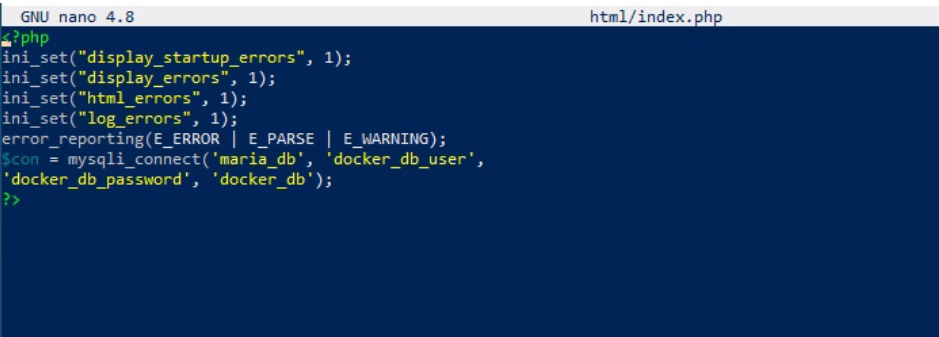 GNU nano 4.8 html/index.php
<?php
ini_set("display_startup_errors", 1);
ini_set("display_errors", 1);
ini_set("html_errors", 1);
ini_set("log_errors", 1);
error_reporting(E_ERROR | E_PARSE | E_WARNING);
$con = mysqli_connect('maria_db', 'docker_db_user',
'docker_db_password', 'docker_db');
?>